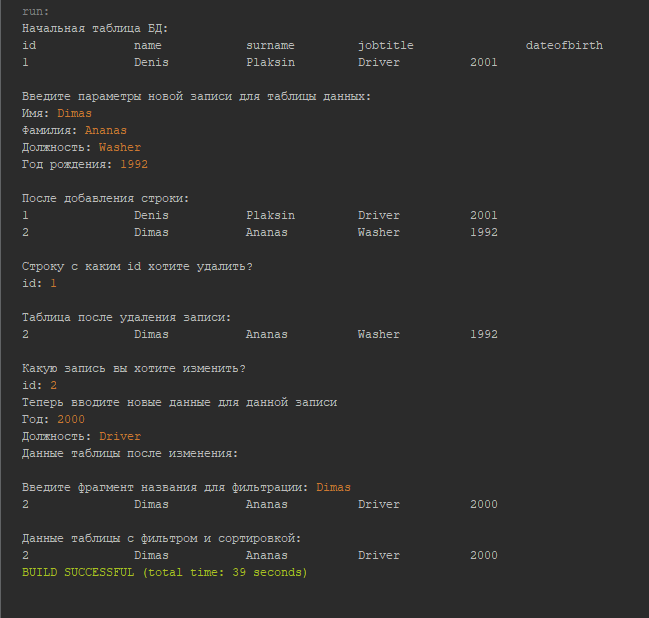 run:
Начальная таблица БД:
id name surname jobtitle dateofbirth
1 Denis Plaksin Driver 2001
Введите параметры новой записи для таблицы данных:
Имя: Dimas
Фамилия: Ananas
Должность: Washer
Год рождения: 1992
После добавления строки:
1 Denis Plaksin Driver 2001
2 Dimas Ananas Washer 1992
Строку с каким id хотите удалить?
id: 1
Таблица после удаления записи:
2 Dimas Ananas Washer 1992
Какую запись вы хотите изменить?
id: 2
Теперь вводите новые данные для данной записи
Год: 2000
Должность: Driver
Данные таблицы после изменения:
Введите фрагмент названия для фильтрации: Dimas
2 Dimas Ananas Driver 2000
Данные таблицы с фильтром и сортировкой:
2 Dimas Ananas Driver 2000
BUILD SUCCESSFUL (total time: 39 seconds)